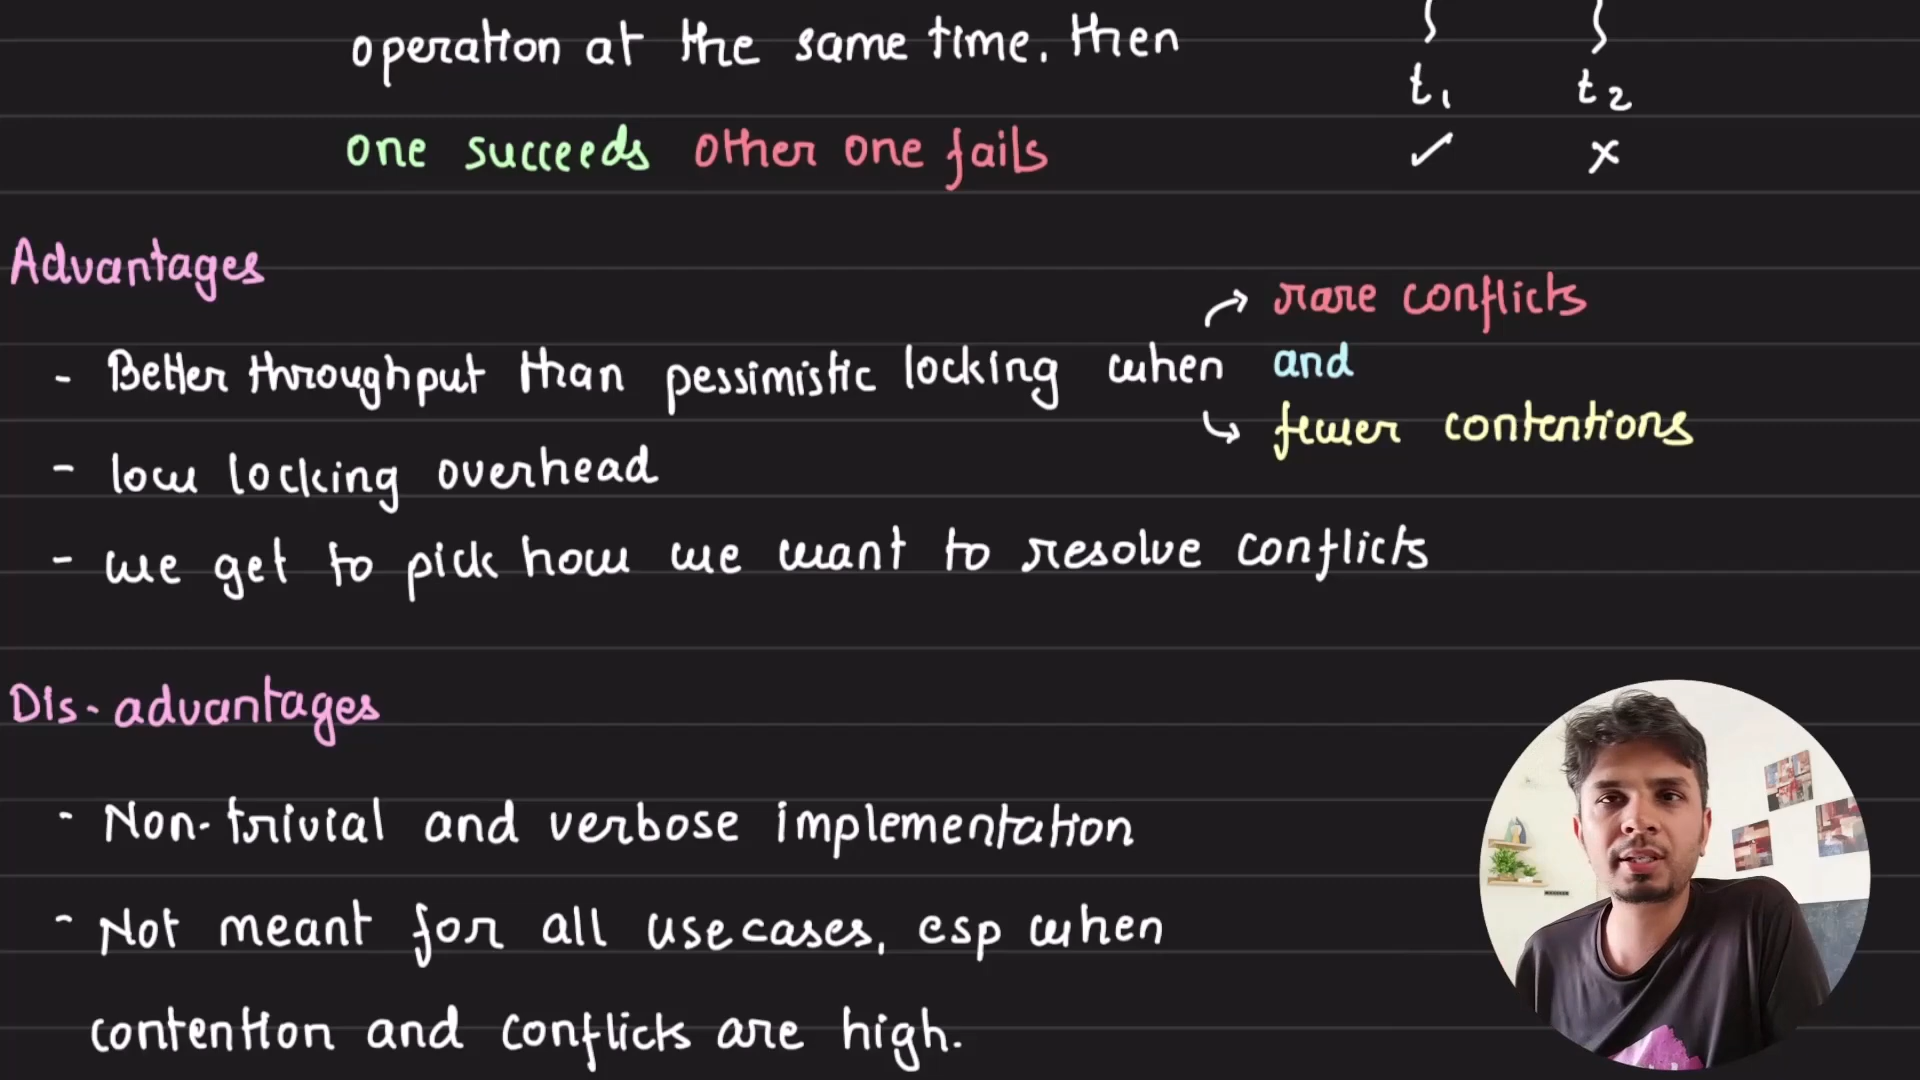 operation at the same time, then
t1 t2
one succeeds other one fails
Advantages
rare conflicts
- Better throughput than pessimistic locking when and
fewer contentions
- low locking overhead
- we get to pick how we want to resolve conflicts
Dis-advantages
- Non-trivial and verbose implementation
- Not meant for all usecases, esp when
contention and conflicts are high.